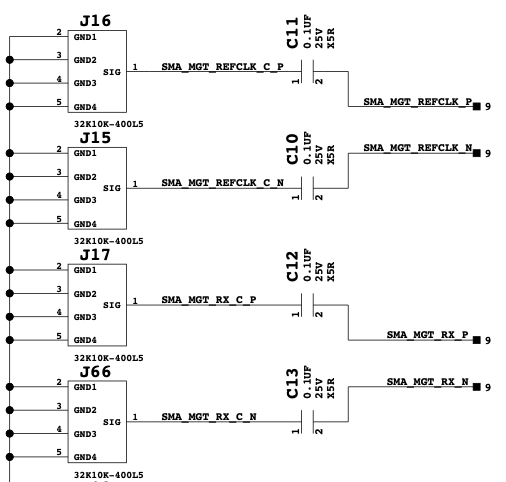 J16
2 GND1
3 GND2
4 GND3
5 GND4
SIG 1
32K10K-400L5
SMA_MGT_REFCLK_C_P
C11
0.1UF
25V
X5R
1 2
SMA_MGT_REFCLK_P 9
J15
2 GND1
3 GND2
4 GND3
5 GND4
SIG 1
32K10K-400L5
SMA_MGT_REFCLK_C_N
C10
0.1UF
25V
X5R
1 2
SMA_MGT_REFCLK_N 9
J17
2 GND1
3 GND2
4 GND3
5 GND4
SIG 1
32K10K-400L5
SMA_MGT_RX_C_P
C12
0.1UF
25V
X5R
1 2
SMA_MGT_RX_P 9
J66
2 GND1
3 GND2
4 GND3
5 GND4
SIG 1
32K10K-400L5
SMA_MGT_RX_C_N
C13
0.1UF
25V
X5R
1 2
SMA_MGT_RX_N 9